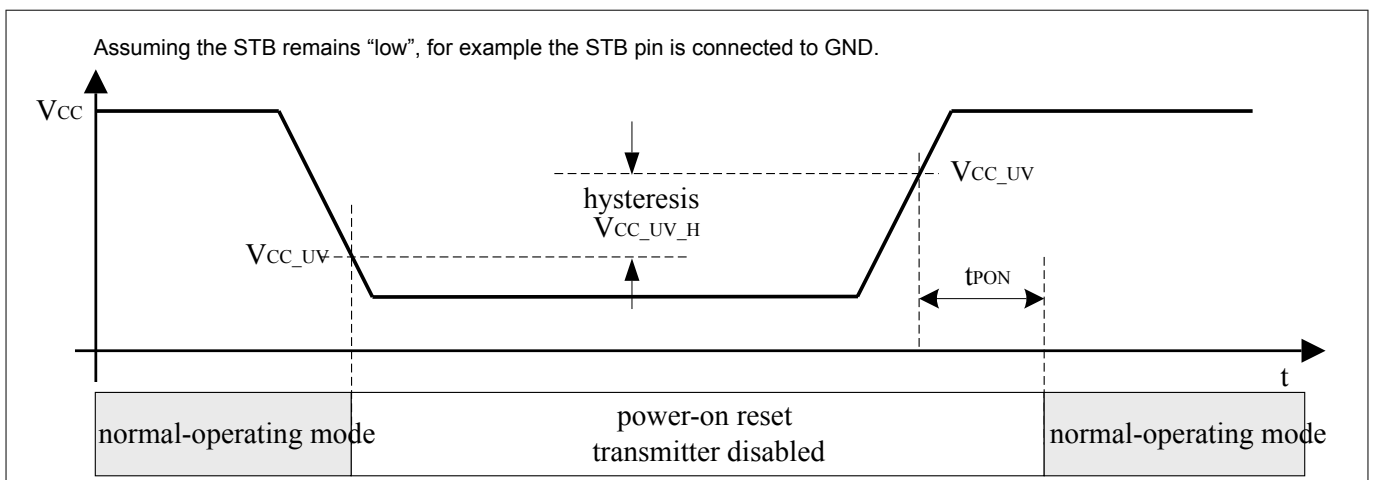 Assuming the STB remains “low”, for example the STB pin is connected to GND.
VCC
VCC_UV
hysteresis
VCC_UV_H
VCC_UV
tPON
t
normal-operating mode
power-on reset
transmitter disabled
normal-operating mode